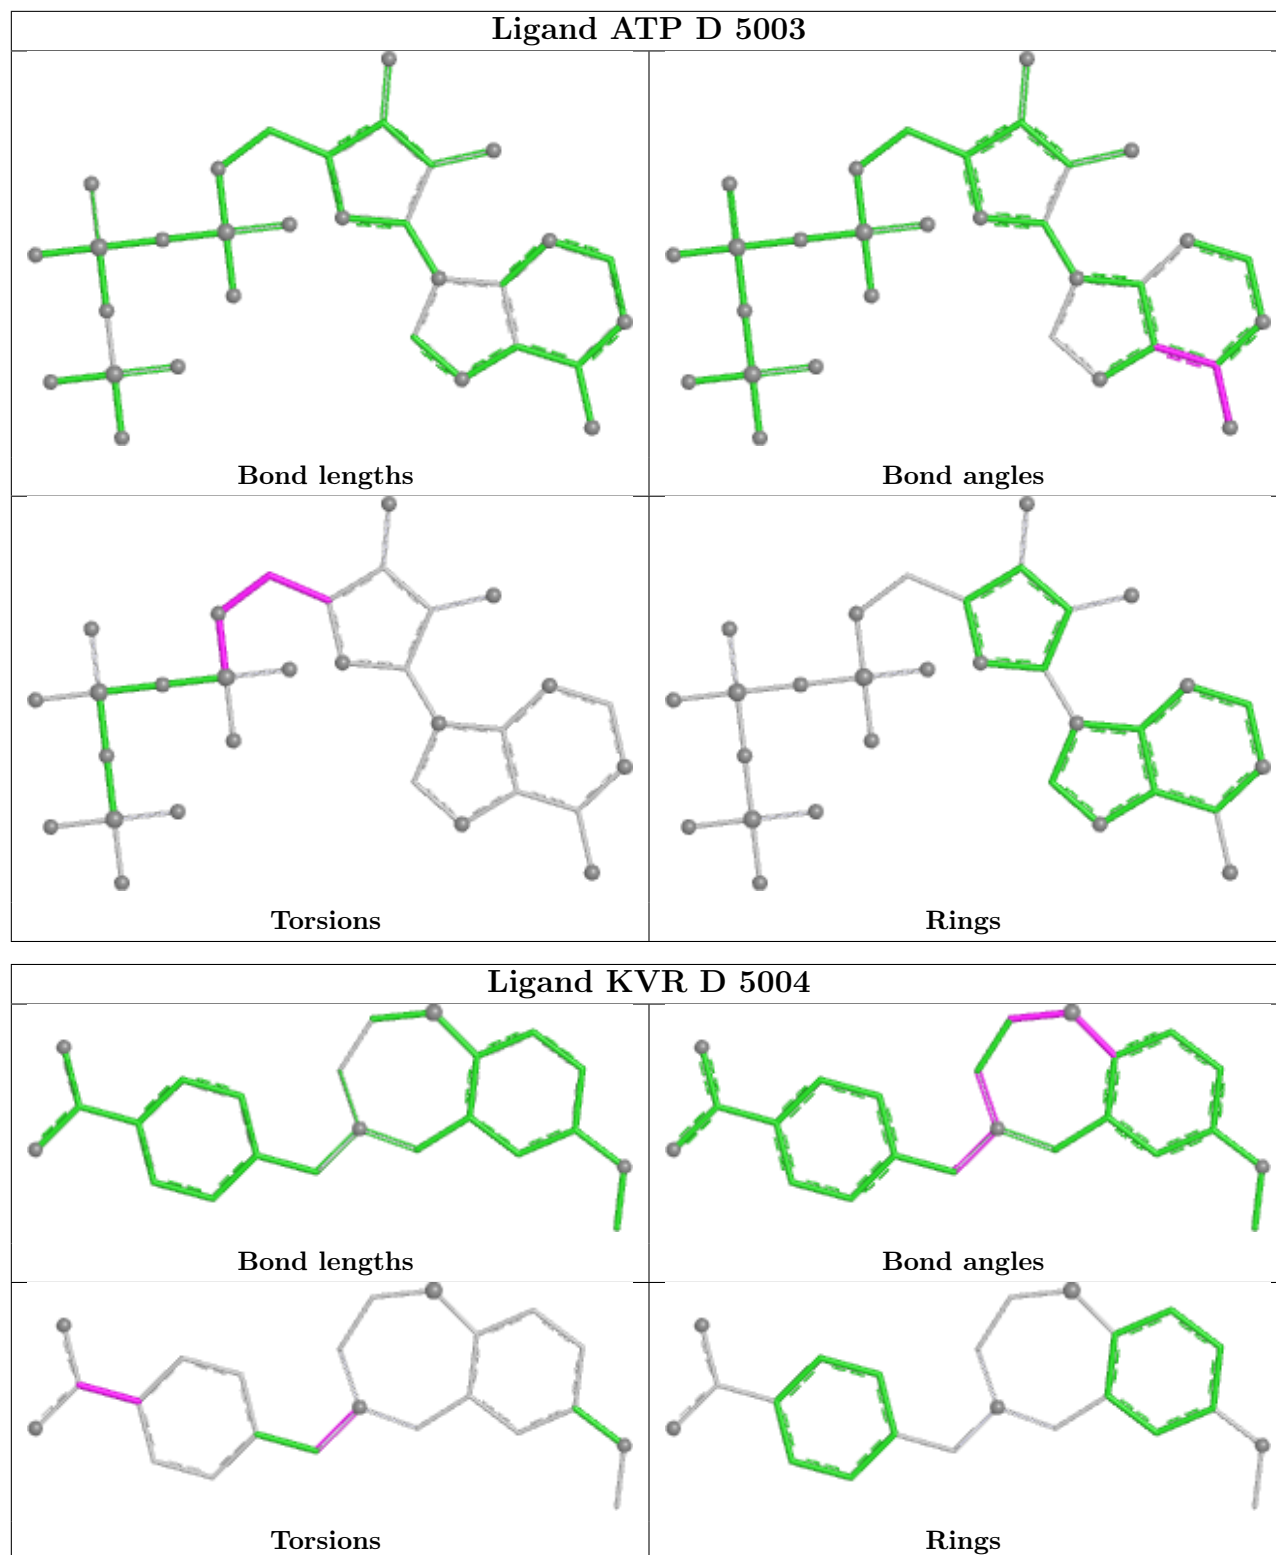 Ligand ATP D 5003
Bond lengths
Bond angles
Torsions
Rings
Ligand KVR D 5004
Bond lengths
Bond angles
Torsions
Rings